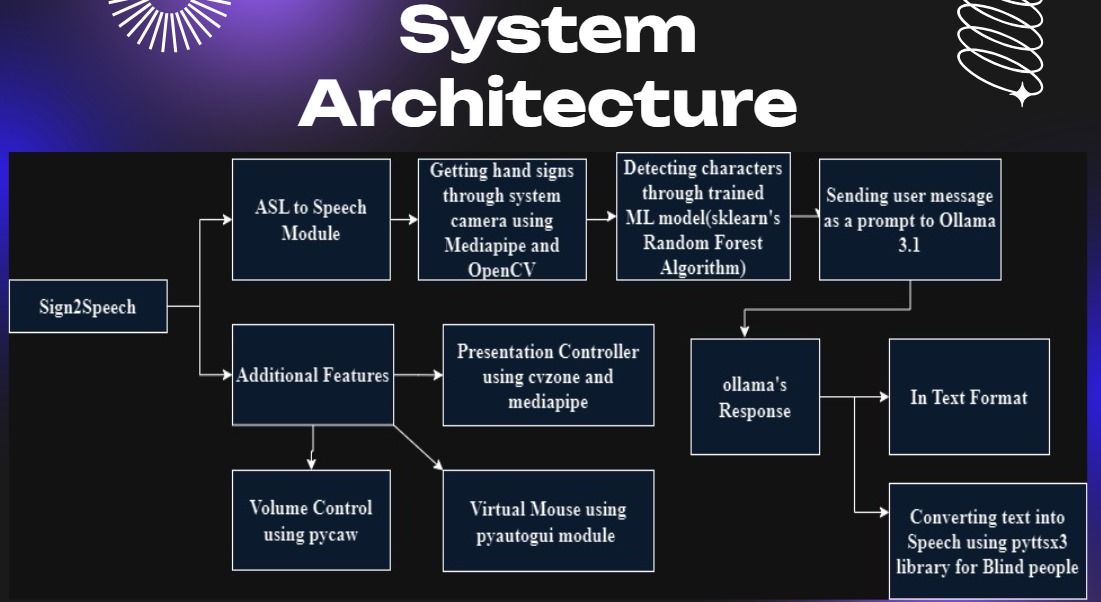 System
Architecture
ASL to Speech
Module
Getting hand signs
through system
camera using
Mediapipe and
OpenCV
Detecting characters
through trained
ML model(sklearn's
Random Forest
Algorithm)
Sending user message
as a prompt to Ollama
3.1
Sign2Speech
Additional Features
Presentation Controller
using cvzone and
mediapipe
ollama's
Response
In Text Format
Volume Control
using pycaw
Virtual Mouse using
pyautogui module
Converting text into
Speech using pyttsx3
library for Blind people